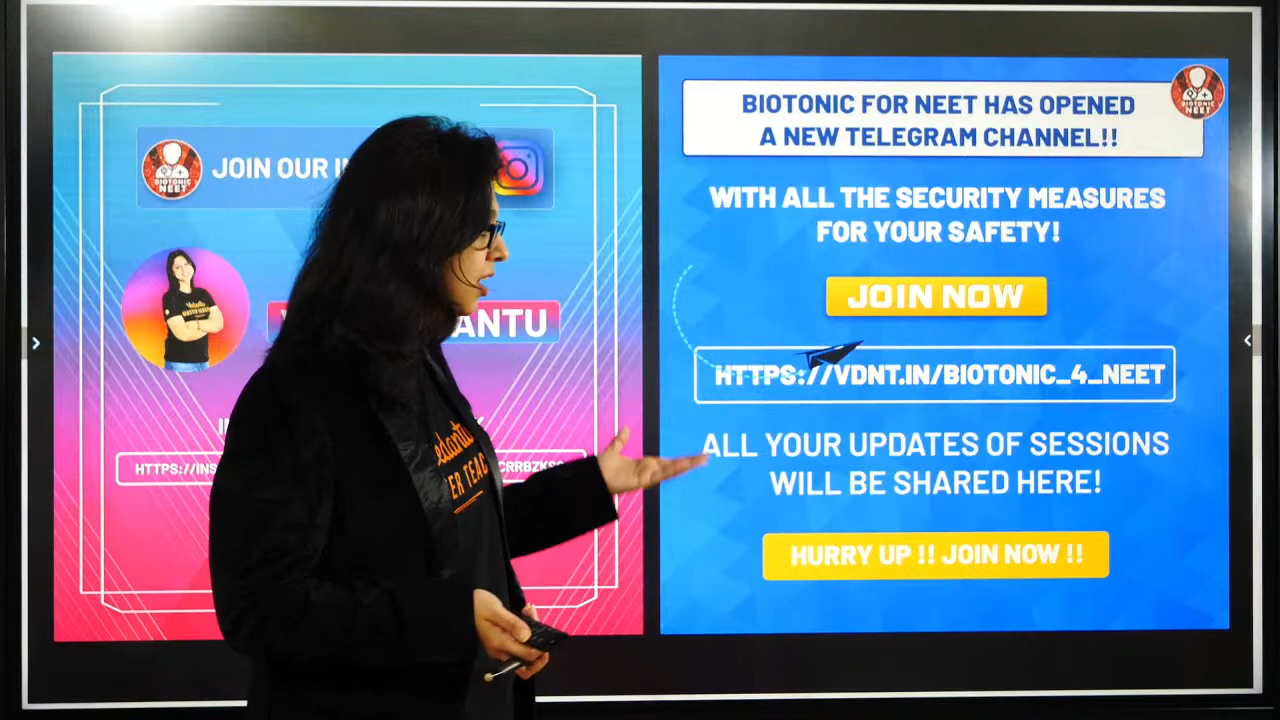 BIOTONIC
NEET
JOIN OUR
ANTU
HTTPS://INS
CRRBZKS
edantu
ER TEAC
BIOTONIC FOR NEET HAS OPENED
A NEW TELEGRAM CHANNEL!!
BIOTONIC
NEET
WITH ALL THE SECURITY MEASURES
FOR YOUR SAFETY!
JOIN NOW
HTTPS://VDNT.IN/BIOTONIC_4_NEET
ALL YOUR UPDATES OF SESSIONS
WILL BE SHARED HERE!
HURRY UP !! JOIN NOW !!